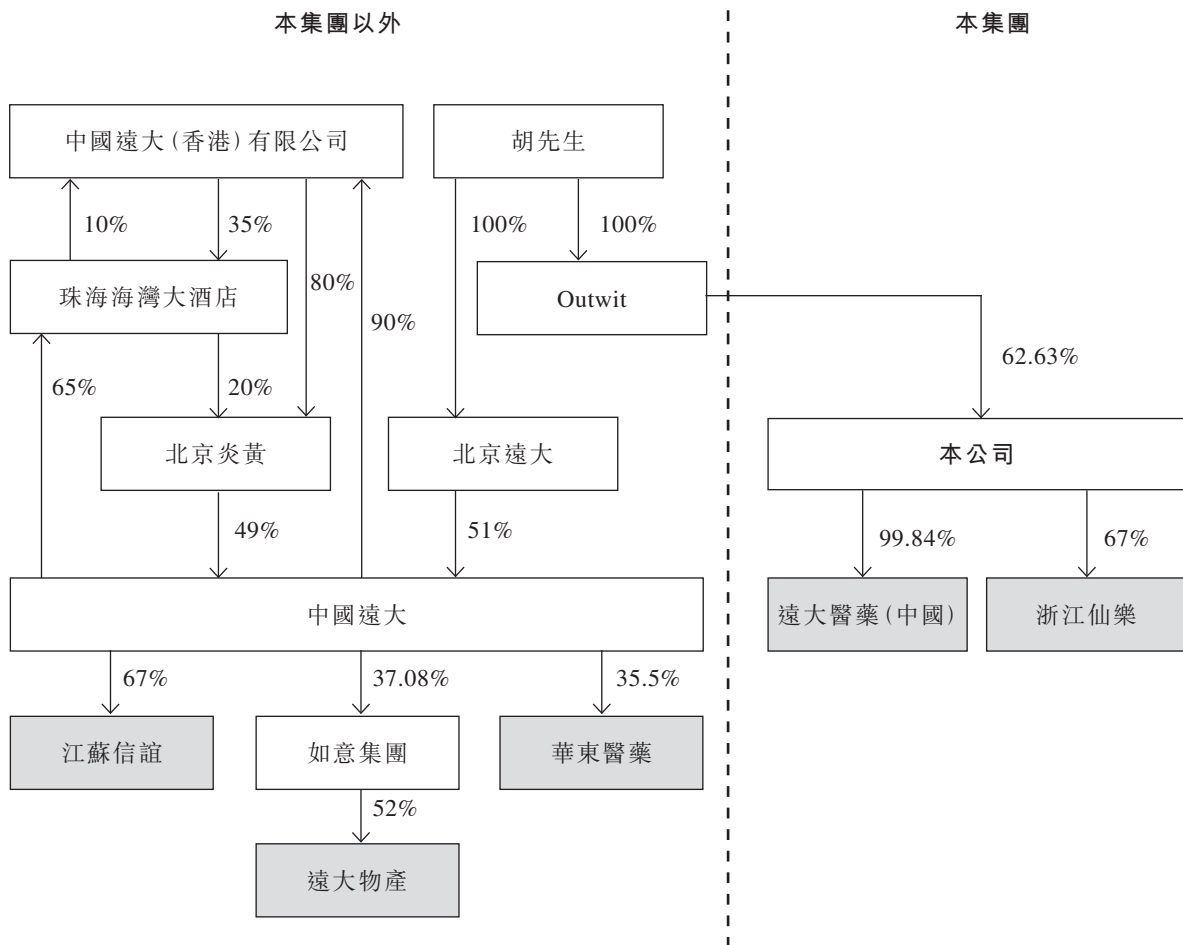 本集團以外
本集團
中國遠大(香港)有限公司
胡先生
10%
35%
100%
100%
80%
珠海海灣大酒店
Outwit
90%
62.63%
65%
20%
北京炎黃
北京遠大
本公司
49%
51%
99.84%
67%
中國遠大
遠大醫藥(中國)
浙江仙樂
67%
37.08%
35.5%
江蘇信誼
如意集團
華東醫藥
52%
遠大物產